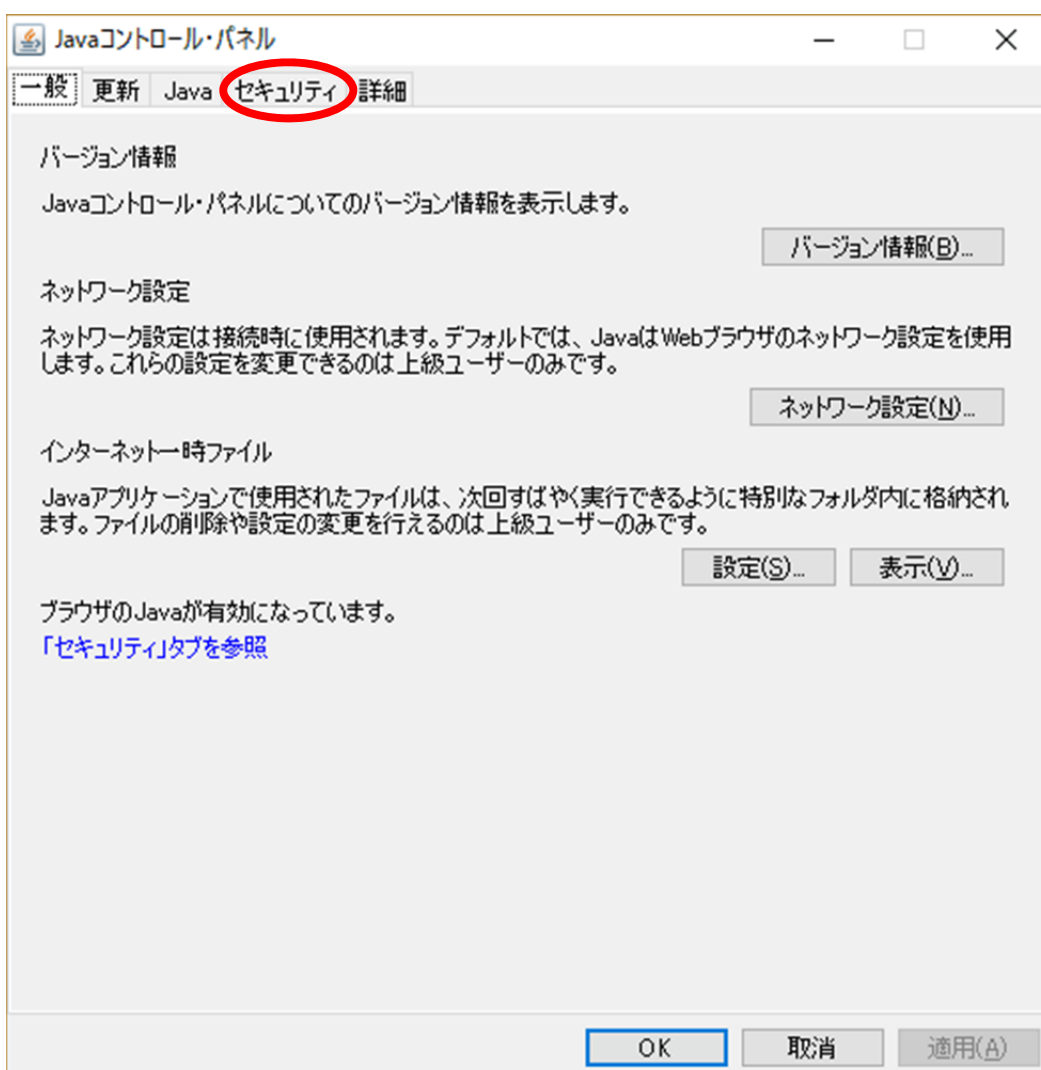 Javaコントロール・パネル
一般 更新 Java セキュリティ 詳細
バージョン情報
Javaコントロール・パネルについてのバージョン情報を表示します。
バージョン情報(B)...
ネットワーク設定
ネットワーク設定は接続時に使用されます。デフォルトでは、JavaはWebブラウザのネットワーク設定を使用
します。これらの設定を変更できるのは上級ユーザーのみです。
ネットワーク設定(N)...
インターネット一時ファイル
Javaアプリケーションで使用されたファイルは、次回すばやく実行できるように特別なフォルダ内に格納され
ます。ファイルの削除や設定の変更を行えるのは上級ユーザーのみです。
設定(S)... 表示(V)...
ブラウザのJavaが有効になっています。
「セキュリティ」タブを参照
OK 取消 適用(A)